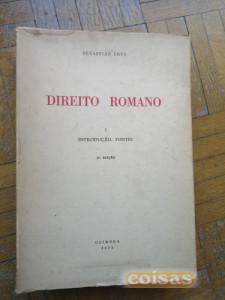 SEBASTIÃO CRUZ
DIREITO ROMANO
I
INTRODUÇÃO. FONTES
COIMBRA
coisas